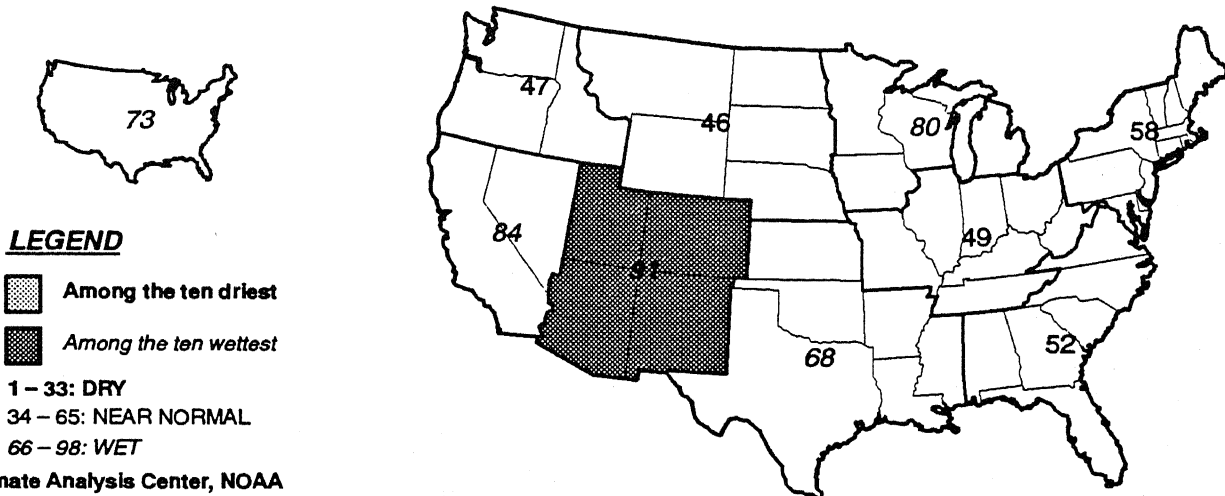 73
LEGEND
Among the ten driest
Among the ten wettest
1 – 33: DRY
34 – 65: NEAR NORMAL
66 – 98: WET
mate Analysis Center, NOAA
47
46
80
58
84
91
49
68
52